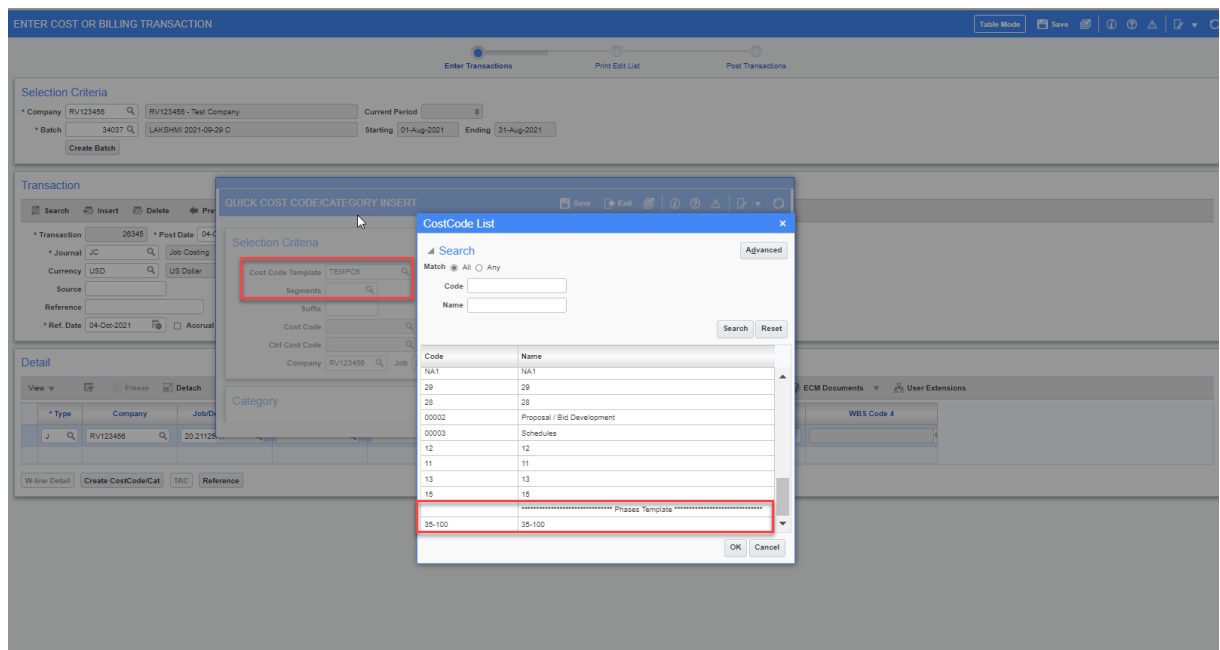 ENTER COST OR BILLING TRANSACTION Table Mode Save
Enter Transactions Print Edit List Post Transactions
Selection Criteria
* Company RV123456 RV123456 - Test Company Current Period 8
* Batch 34037 LAKSHMI 2021-09-29 C Starting 01-Aug-2021 Ending 31-Aug-2021
Create Batch
Transaction
Search Insert Delete Pre
* Transaction 26345 * Post Date 04-O
* Journal JC Job Costing
Currency USD US Dollar
Source
Reference
* Ref. Date 04-Oct-2021 Accrual
QUICK COST CODE/CATEGORY INSERT Save Exit
Selection Criteria
Cost Code Template TEMPC6
Segments
Suffix
Cost Code
Ctrl Cost Code
Company RV123456 Job
Category
CostCode List ×
Search Advanced
Match All Any
Code
Name
Search Reset
Code Name
NA1 NA1
29 29
28 28
00002 Proposal / Bid Development
00003 Schedules
12 12
11 11
13 13
15 15
Phases Template
35-100 35-100
OK Cancel
Detail
View Freeze Detach ECM Documents User Extensions
* Type Company Job/De WBS Code 4
J RV123456 20.21125
W-line Detail Create CostCode/Cat TAC Reference